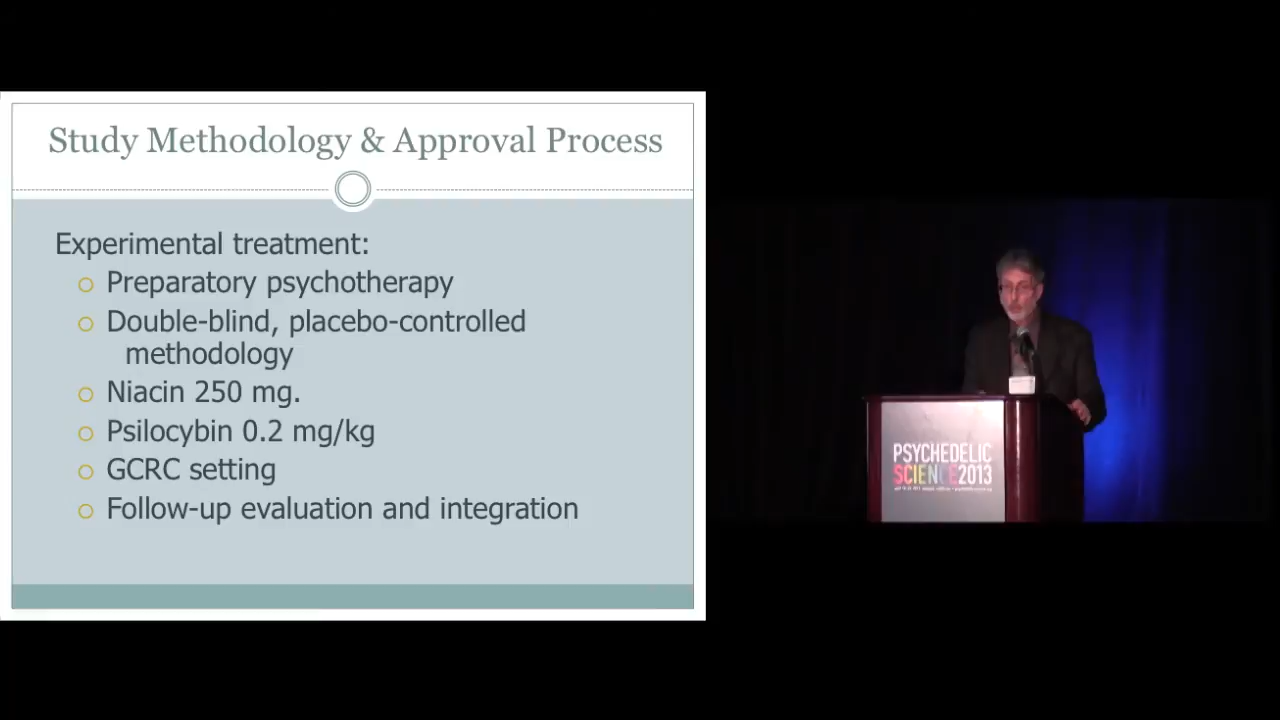 Study Methodology & Approval Process
Experimental treatment:
Preparatory psychotherapy
Double-blind, placebo-controlled
methodology
Niacin 250 mg.
Psilocybin 0.2 mg/kg
GCRC setting
Follow-up evaluation and integration
PSYCHEDELIC
SCIENCE2013